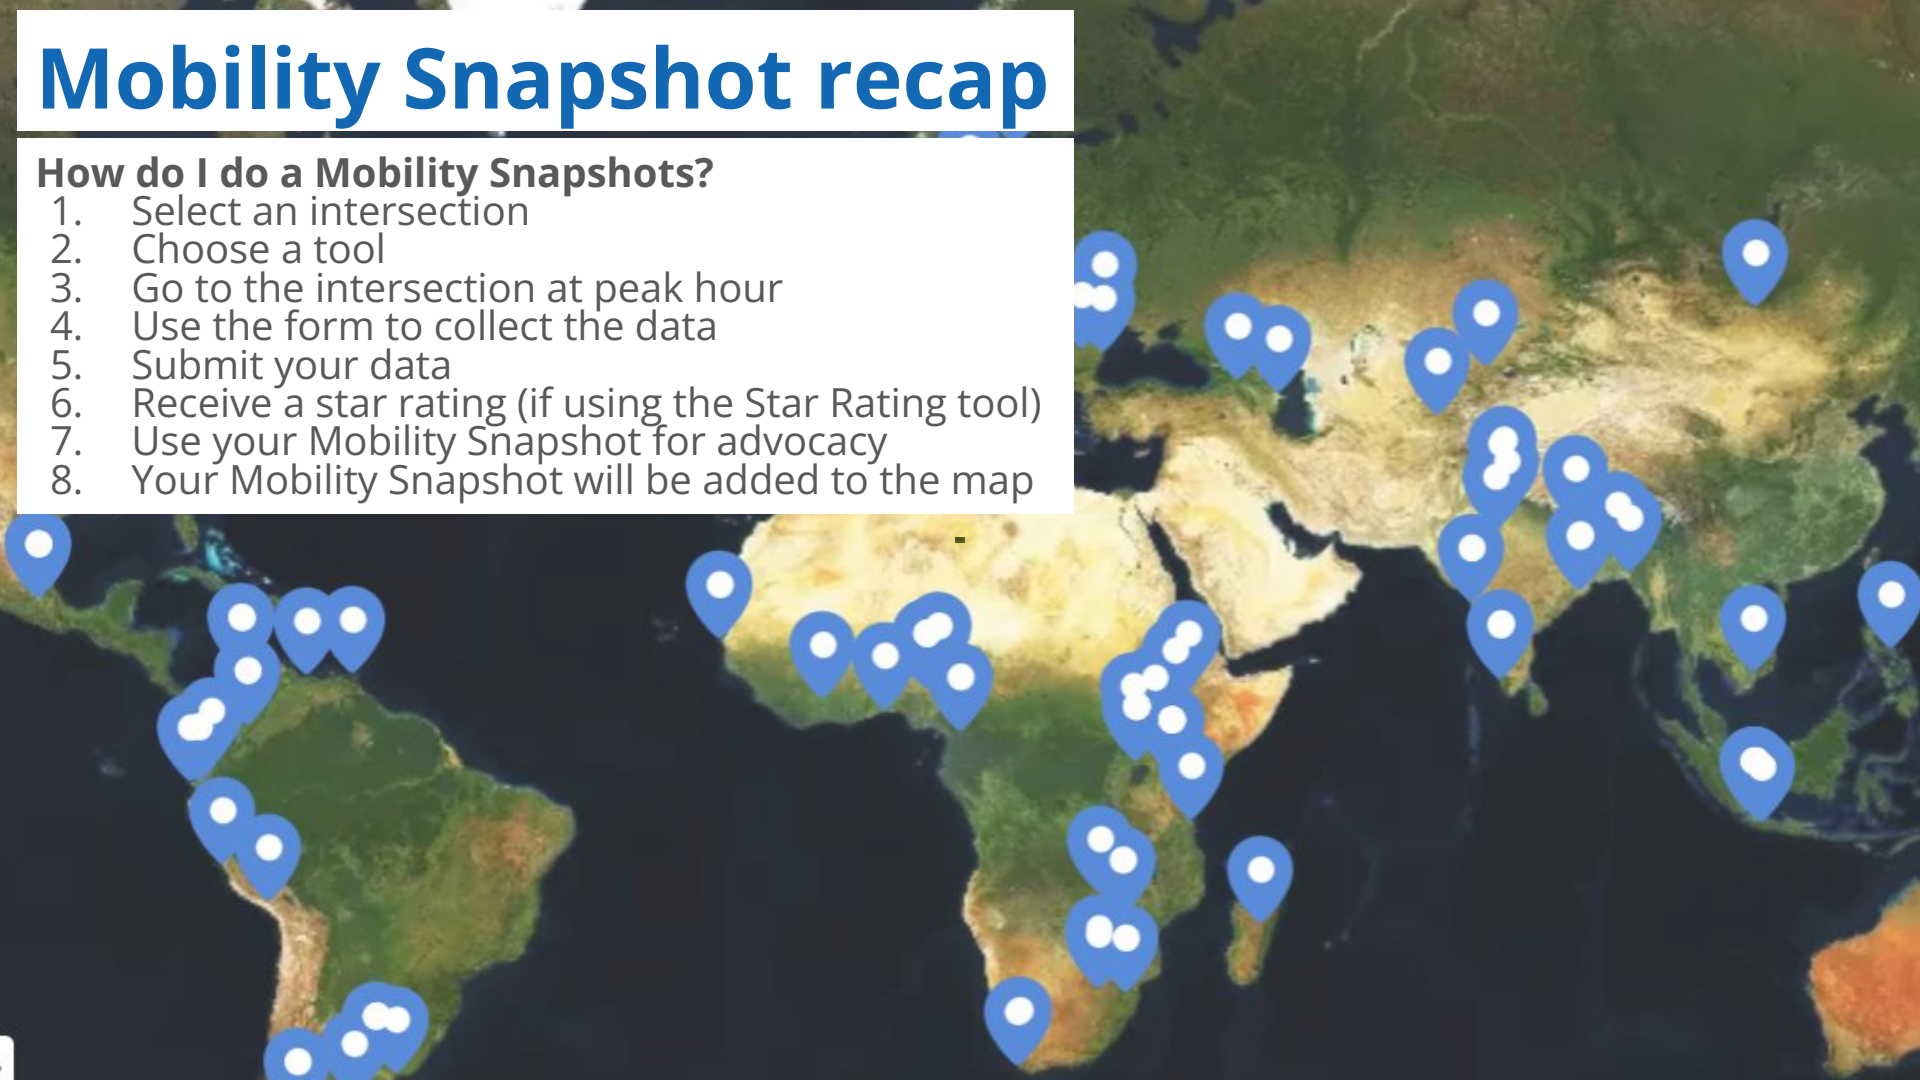 Mobility Snapshot recap
How do I do a Mobility Snapshots?
1. Select an intersection
2. Choose a tool
3. Go to the intersection at peak hour
4. Use the form to collect the data
5. Submit your data
6. Receive a star rating (if using the Star Rating tool)
7. Use your Mobility Snapshot for advocacy
8. Your Mobility Snapshot will be added to the map